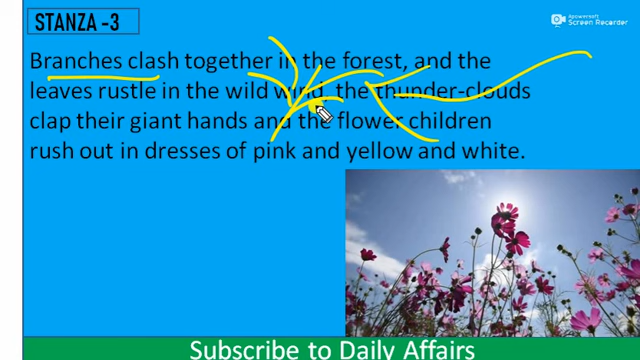 STANZA -3
Apowersoft
Screen Recorder
Branches clash together in the forest, and the
leaves rustle in the wild wind, the thunder-clouds
clap their giant hands and the flower children
rush out in dresses of pink and yellow and white.
Subscribe to Daily Affairs